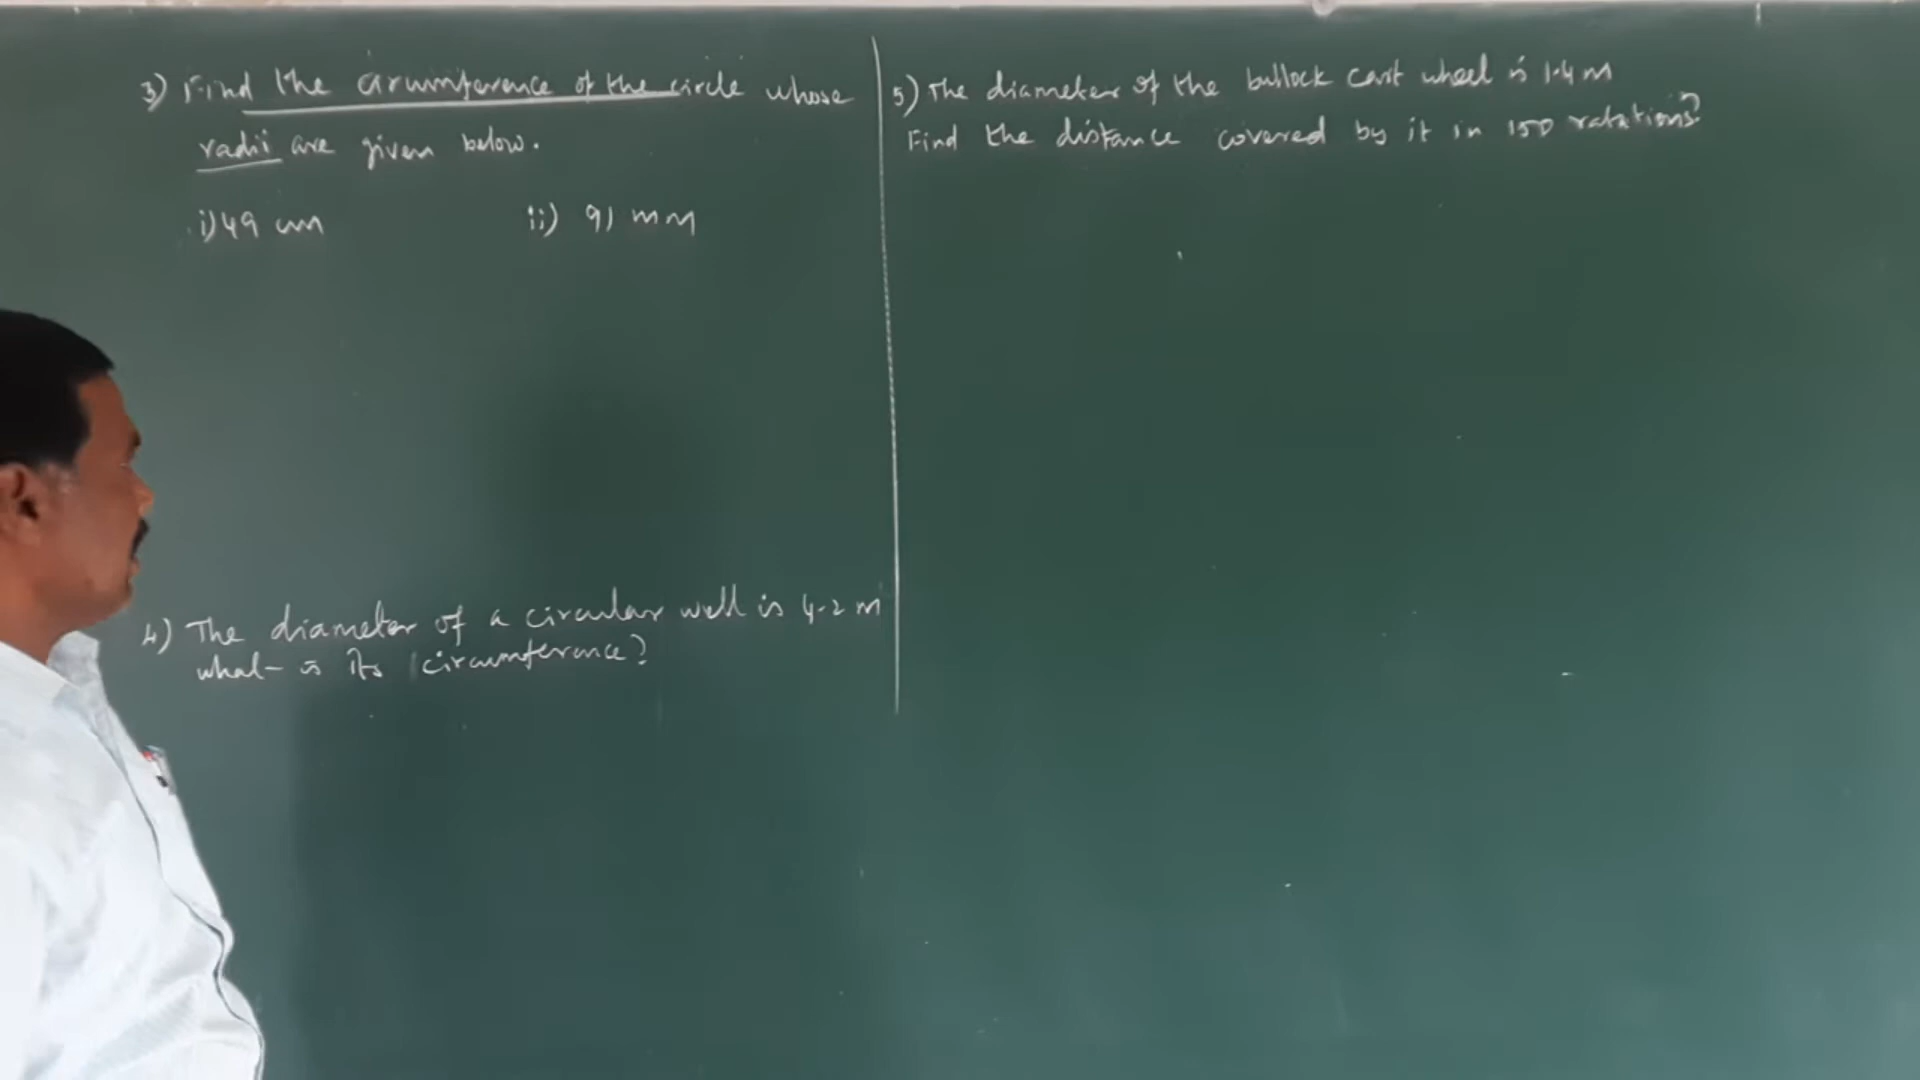 3) Find the circumference of the circle whose
radii are given below.
i) 49 cm ii) 91 mm
4) The diameter of a circular well is 4.2 m
what is its circumference?
5) The diameter of the bullock cart wheel is 1.4 m
Find the distance covered by it in 150 rotations?